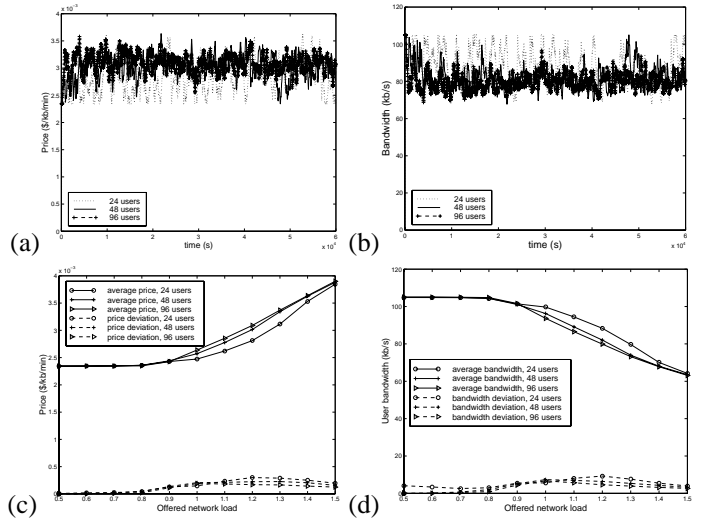 x 10⁻³
4
3.5
3
2.5
2
1.5
1
0.5
0
Price ($/kb/min)
24 users
48 users
96 users
0 1 2 3 4 5 6
x 10⁴
time (s)
(a)
120
100
80
60
40
20
0
Bandwidth (kb/s)
24 users
48 users
96 users
0 1 2 3 4 5 6
x 10⁴
time (s)
(b)
x 10⁻³
4
3.5
3
2.5
2
1.5
1
0.5
0
Price ($/kb/min)
average price, 24 users
average price, 48 users
average price, 96 users
price deviation, 24 users
price deviation, 48 users
price deviation, 96 users
0.5 0.6 0.7 0.8 0.9 1 1.1 1.2 1.3 1.4 1.5
Offered network load
(c)
120
100
80
60
40
20
0
User bandwidth (kb/s)
average bandwidth, 24 users
average bandwidth, 48 users
average bandwidth, 96 users
bandwidth deviation, 24 users
bandwidth deviation, 48 users
bandwidth deviation, 96 users
0.5 0.6 0.7 0.8 0.9 1 1.1 1.2 1.3 1.4 1.5
Offered network load
(d)